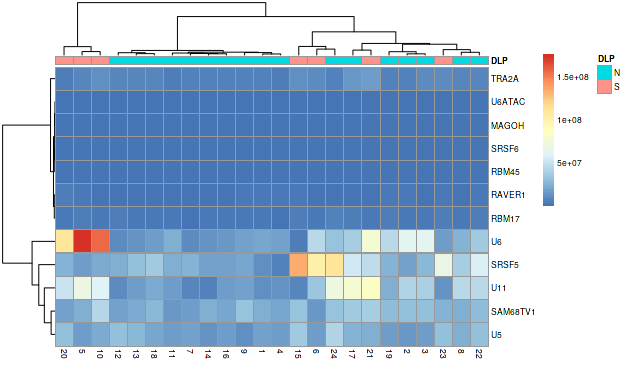 DLP
TRA2A
U6ATAC
MAGOH
SRSF6
RBM45
RAVER1
RBM17
U6
SRSF5
U11
SAM68TV1
U5
20 5 10 12 13 18 11 7 14 16 9 1 4 15 6 24 17 21 19 2 3 23 8 22
1.5e+08
1e+08
5e+07
DLP
N
S